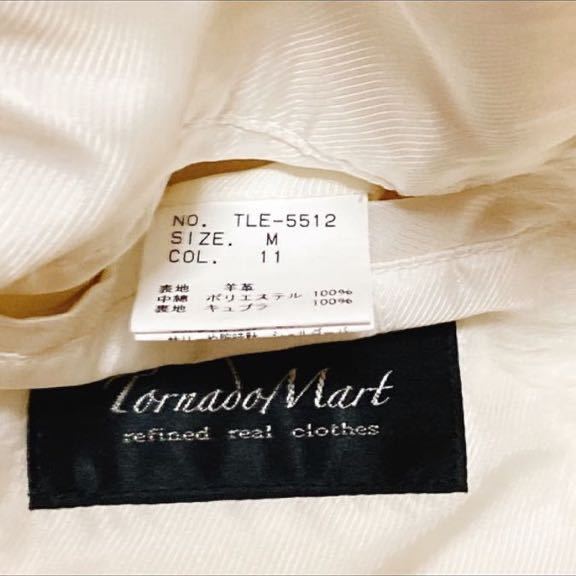 NO. TLE-5512
SIZE. M
COL. 11
表地 羊革
中綿 ポリエステル 100%
裏地 キュプラ 100%
TornadoMart
refined real clothes